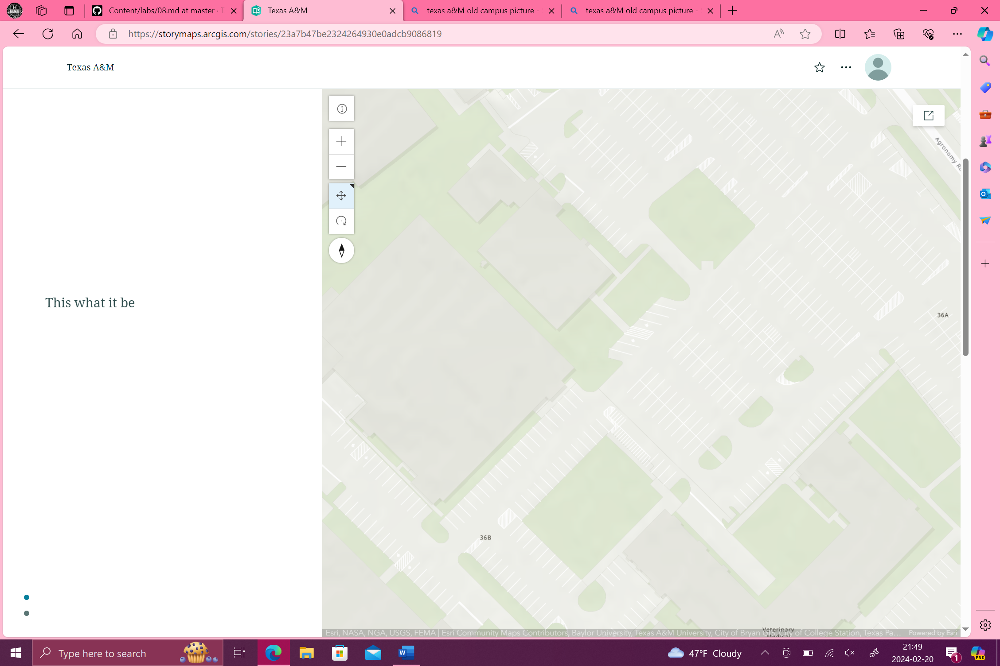 Content/labs/08.md at master ·
Texas A&M
texas a&M old campus picture -
texas a&M old campus picture -
https://storymaps.arcgis.com/stories/23a7b47be2324264930e0adcb9086819
Texas A&M
Agronomy
This what it be
36A
36B
Veterinary
Medical
Esri, NASA, NGA, USGS, FEMA | Esri Community Maps Contributors, Baylor University, Texas A&M University, City of Bryan GIS, City of College Station, Texas Pa...
Powered by Esri
Type here to search
47°F Cloudy
21:49
2024-02-20
1
PRE